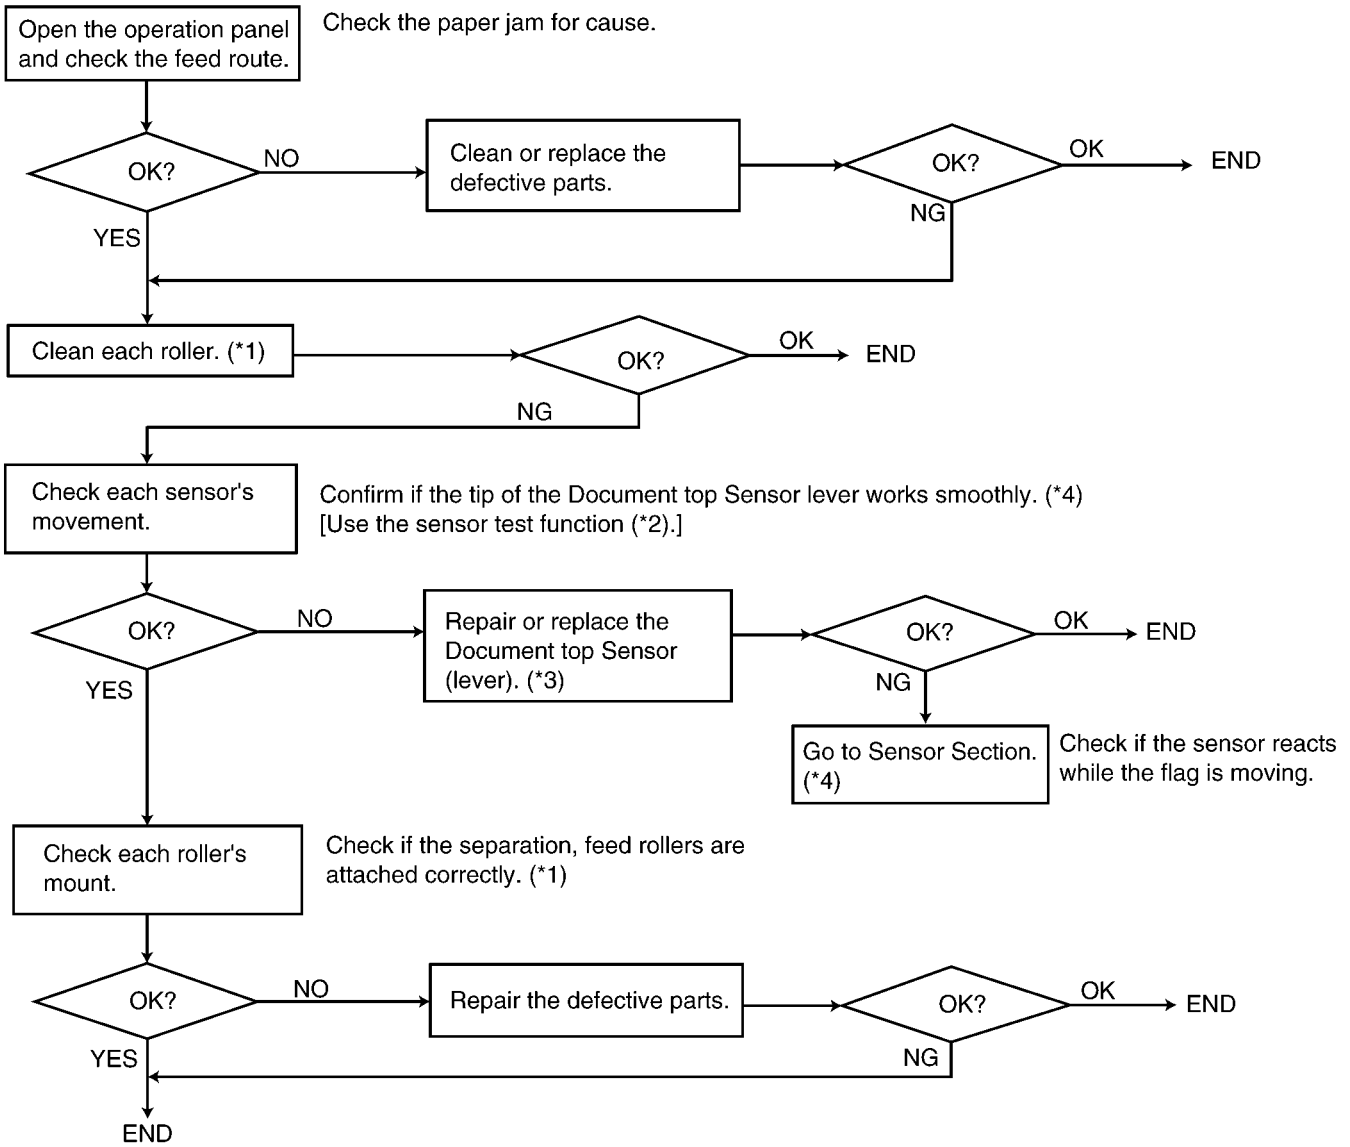 Open the operation panel
and check the feed route.
Check the paper jam for cause.
OK?
NO
Clean or replace the
defective parts.
OK?
OK
END
NG
YES
Clean each roller. (*1)
OK?
OK
END
NG
Check each sensor's
movement.
Confirm if the tip of the Document top Sensor lever works smoothly. (*4)
[Use the sensor test function (*2).]
OK?
NO
Repair or replace the
Document top Sensor
(lever). (*3)
OK?
OK
END
YES
NG
Go to Sensor Section.
(*4)
Check if the sensor reacts
while the flag is moving.
Check each roller's
mount.
Check if the separation, feed rollers are
attached correctly. (*1)
OK?
NO
Repair the defective parts.
OK?
OK
END
YES
NG
END